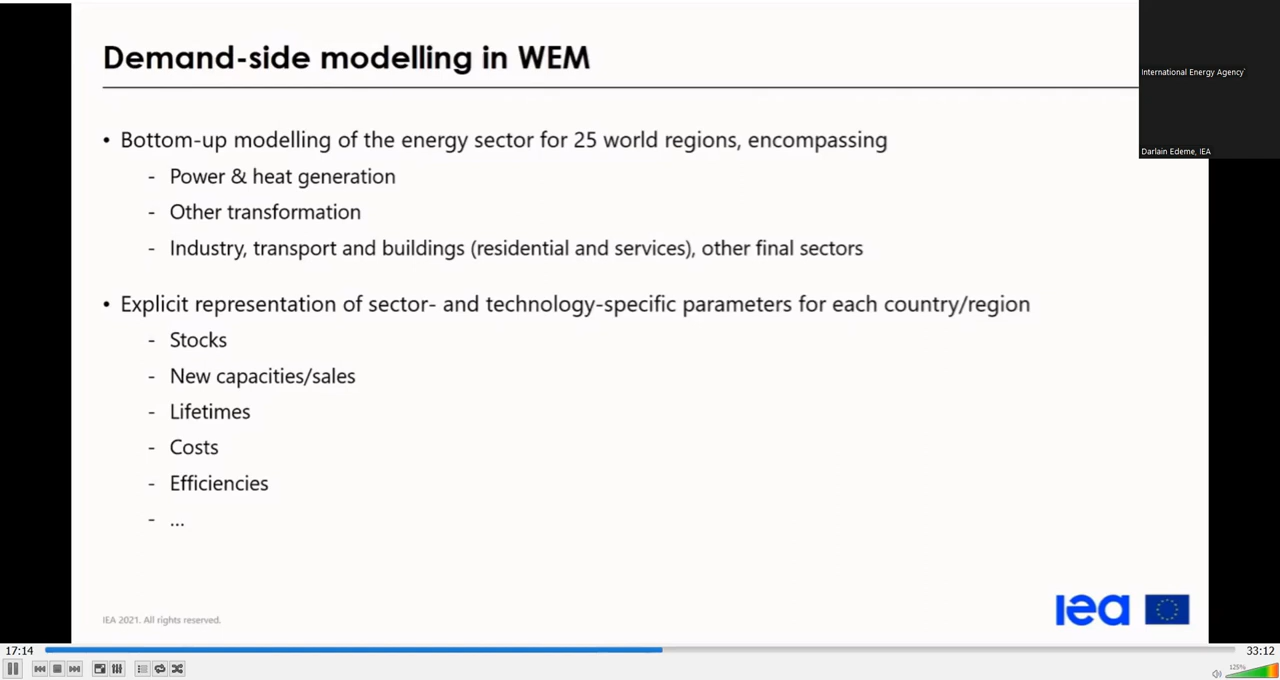 Demand-side modelling in WEM
International Energy Agency'
Darlain Edeme, IEA
• Bottom-up modelling of the energy sector for 25 world regions, encompassing
- Power & heat generation
- Other transformation
- Industry, transport and buildings (residential and services), other final sectors
• Explicit representation of sector- and technology-specific parameters for each country/region
- Stocks
- New capacities/sales
- Lifetimes
- Costs
- Efficiencies
- ...
IEA 2021. All rights reserved.
iea
17:14
33:12
125%